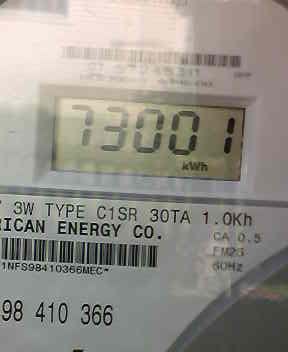 73001
kWh
3W TYPE C1SR 30TA 1.0Kh
RICAN ENERGY CO.
CA 0.5
1NFS98410366MEC*
FM2S
60Hz
98 410 366